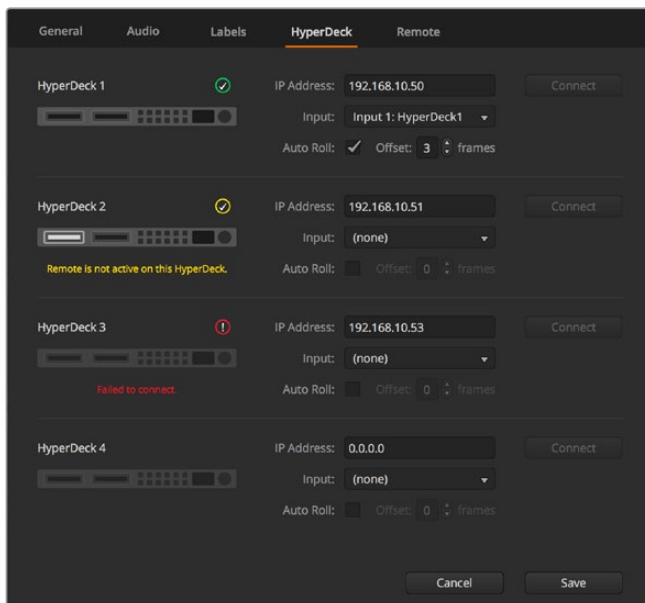 General Audio Labels HyperDeck Remote
HyperDeck 1 IP Address: 192.168.10.50 Connect
Input: Input 1: HyperDeck1
Auto Roll: Offset: 3 frames
HyperDeck 2 IP Address: 192.168.10.51 Connect
Input: (none)
Remote is not active on this HyperDeck.
Auto Roll: Offset: 0 frames
HyperDeck 3 IP Address: 192.168.10.53 Connect
Input: (none)
Failed to connect.
Auto Roll: Offset: 0 frames
HyperDeck 4 IP Address: 0.0.0.0 Connect
Input: (none)
Auto Roll: Offset: 0 frames
Cancel Save